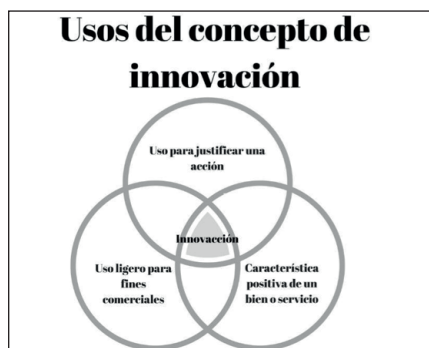 Usos del concepto de
innovación
Uso para justificar una
acción
Innovacción
Uso ligero para
fines
comerciales
Característica
positiva de un
bien o servicio